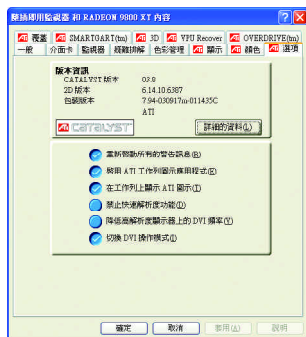 隨插即用監視器 和 RADEON 9800 XT 內容
覆蓋 SMARTGART(tm) 3D VPU Recover OVERDRIVE(tm)
一般 介面卡 監視器 疑難排解 色彩管理 顯示 顏色 選項
版本資訊
CATALYST 版本 03.8
2D 版本 6.14.10.6387
包裝版本 7.94-030917m-011435C
ATI
ATI CATALYST 詳細的資料(L)
重新啟動所有的警告訊息(R)
啟用 ATI 工作列圖示應用程式(E)
在工作列上顯示 ATI 圖示(T)
禁止快速解析度功能(D)
降低高解析度顯示器上的 DVI 頻率(Y)
切換 DVI 操作模式(I)
確定 取消 套用(A) 說明